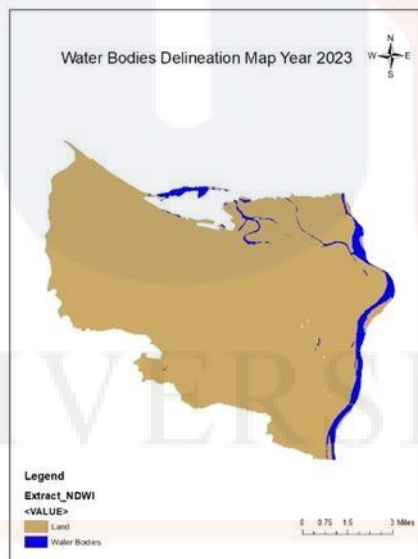 Water Bodies Delineation Map Year 2023
N
W E
S
IVERSI
Legend
Extract_NDWI
<VALUE>
Land
Water Bodies
0 0.75 1.5 3 Miles